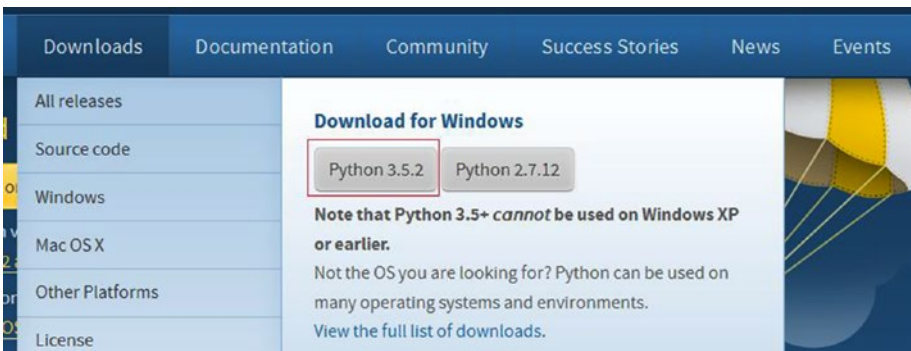 Downloads Documentation Community Success Stories News Events
All releases
Source code
Windows
Mac OS X
Other Platforms
License
Download for Windows
Python 3.5.2 Python 2.7.12
Note that Python 3.5+ cannot be used on Windows XP
or earlier.
Not the OS you are looking for? Python can be used on
many operating systems and environments.
View the full list of downloads.